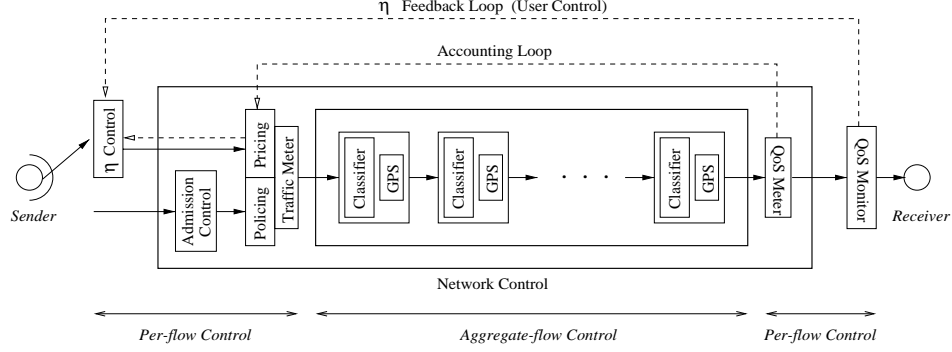 η Feedback Loop (User Control)
Accounting Loop
η Control
Pricing
Policing
Traffic Meter
Admission
Control
Classifier
GPS
Classifier
GPS
. . .
Classifier
GPS
QoS Meter
QoS Monitor
Sender
Receiver
Network Control
Per-flow Control
Aggregate-flow Control
Per-flow Control